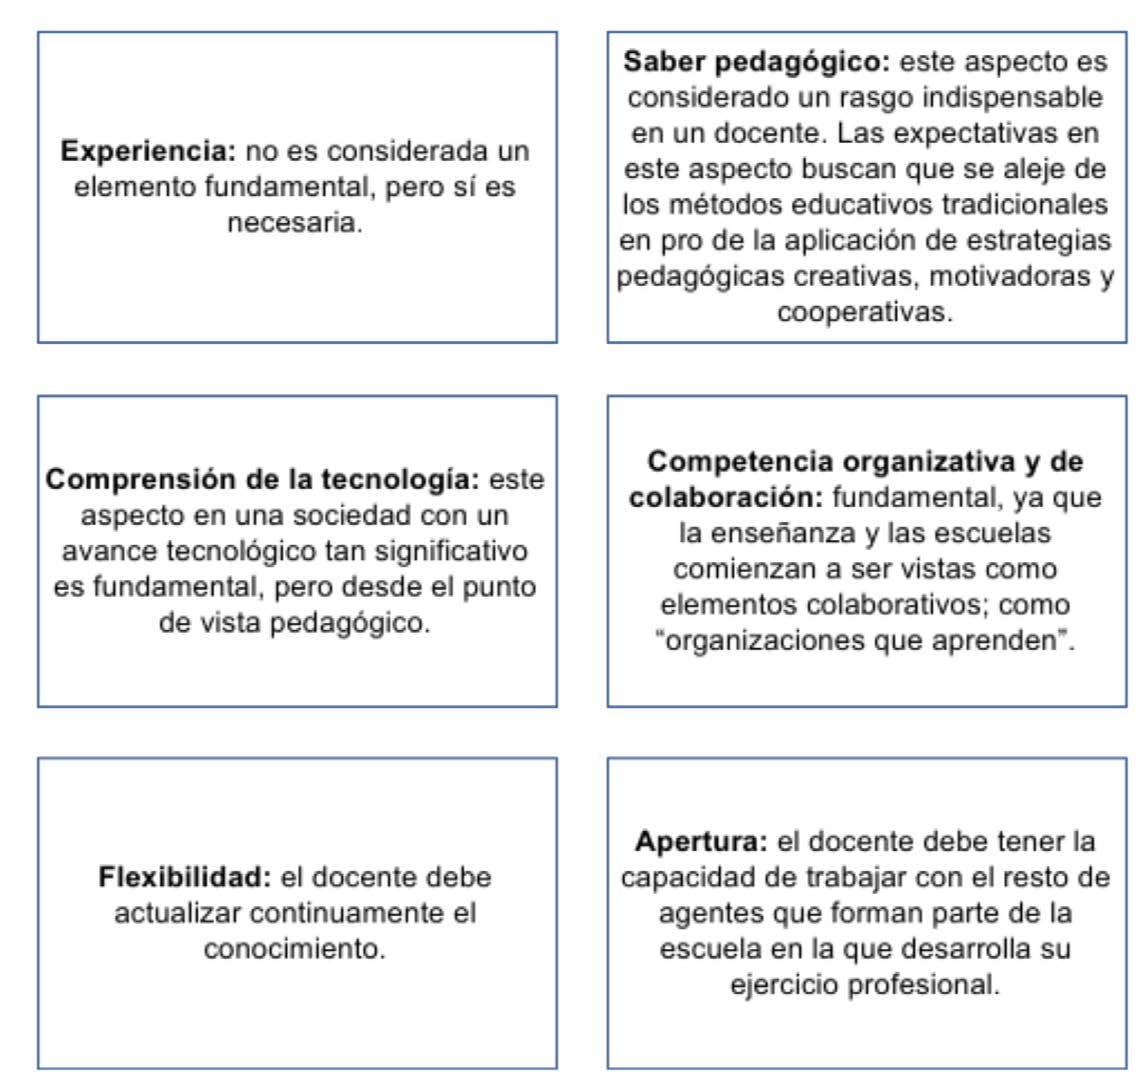 Experiencia: no es considerada un
elemento fundamental, pero sí es
necesaria.
Saber pedagógico: este aspecto es
considerado un rasgo indispensable
en un docente. Las expectativas en
este aspecto buscan que se aleje de
los métodos educativos tradicionales
en pro de la aplicación de estrategias
pedagógicas creativas, motivadoras y
cooperativas.
Comprensión de la tecnología: este
aspecto en una sociedad con un
avance tecnológico tan significativo
es fundamental, pero desde el punto
de vista pedagógico.
Competencia organizativa y de
colaboración: fundamental, ya que
la enseñanza y las escuelas
comienzan a ser vistas como
elementos colaborativos; como
“organizaciones que aprenden”.
Flexibilidad: el docente debe
actualizar continuamente el
conocimiento.
Apertura: el docente debe tener la
capacidad de trabajar con el resto de
agentes que forman parte de la
escuela en la que desarrolla su
ejercicio profesional.